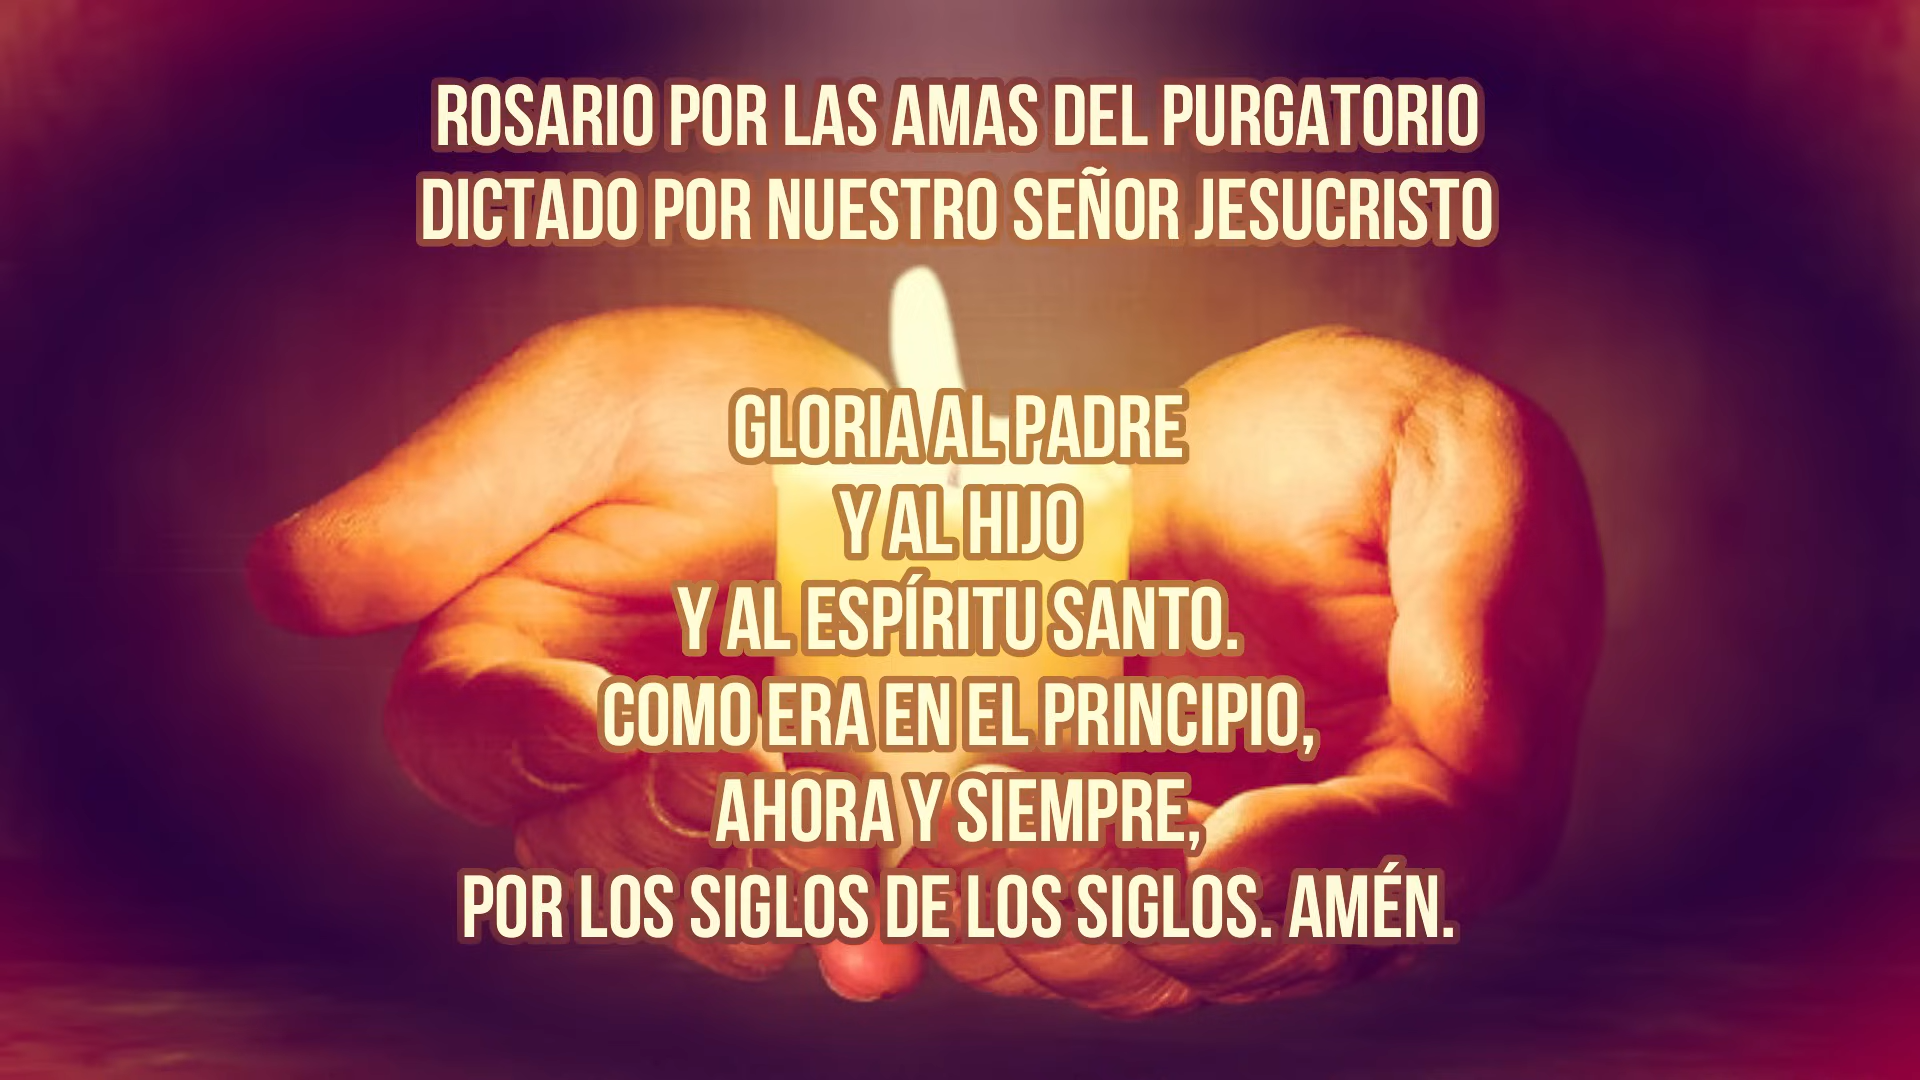 ROSARIO POR LAS AMAS DEL PURGATORIO
DICTADO POR NUESTRO SEÑOR JESUCRISTO
GLORIA AL PADRE
Y AL HIJO
Y AL ESPÍRITU SANTO.
COMO ERA EN EL PRINCIPIO,
AHORA Y SIEMPRE,
POR LOS SIGLOS DE LOS SIGLOS. AMÉN.